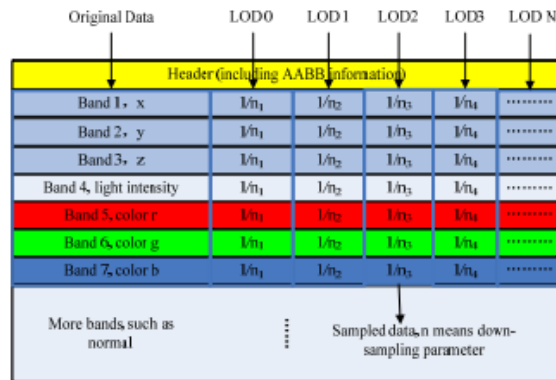 Original Data LOD0 LOD1 LOD2 LOD3 LOD N
Header (including AABB information)
Band 1, x 1/n1 1/n2 1/n3 1/n4 .........
Band 2, y 1/n1 1/n2 1/n3 1/n4 .........
Band 3, z 1/n1 1/n2 1/n3 1/n4 .........
Band 4, light intensity 1/n1 1/n2 1/n3 1/n4 .........
Band 5, color r 1/n1 1/n2 1/n3 1/n4 .........
Band 6, color g 1/n1 1/n2 1/n3 1/n4 .........
Band 7, color b 1/n1 1/n2 1/n3 1/n4 .........
More bands, such as
normal
Sampled data, n means down-
sampling parameter